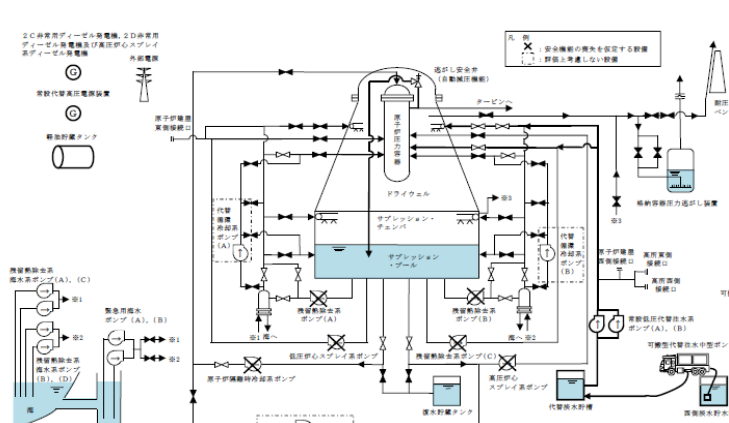 2C非常用ディーゼル発電機，2D非常用
ディーゼル発電機及び高圧炉心スプレイ
系ディーゼル発電機
外部電源
G
常設代替高圧電源装置
G
軽油貯蔵タンク
凡 例
：安全機能の喪失を仮定する設備
：評価上考慮しない設備
逃がし安全弁
（自動減圧機能）
タービンへ
原子炉建屋
東側接続口
原子炉圧力容器
ドライウェル
※3
サプレッション・
チェンバ
サプレッション
・プール
代替
循環
冷却系
ポンプ
(A)
代替
循環
冷却系
ポンプ
(B)
格納容器圧力逃がし装置
※3
原子炉建屋
西側接続口
高所東側
接続口
高所西側
接続口
残留熱除去系
海水系ポンプ(A)，(C)
※1
※2
残留熱除去系
海水系ポンプ
(B)，(D)
緊急用海水
ポンプ(A)，(B)
※1
※2
海
※1 海へ
残留熱除去系
ポンプ(A)
残留熱除去系
ポンプ(B)
海へ ※2
低圧炉心スプレイ系ポンプ
残留熱除去系ポンプ(C)
原子炉隔離時冷却系ポンプ
高圧炉心
スプレイ系ポンプ
復水貯蔵タンク
常設低圧代替注水系
ポンプ(A)，(B)
可搬型代替注水中型ポン
代替淡水貯槽
西側淡水貯水